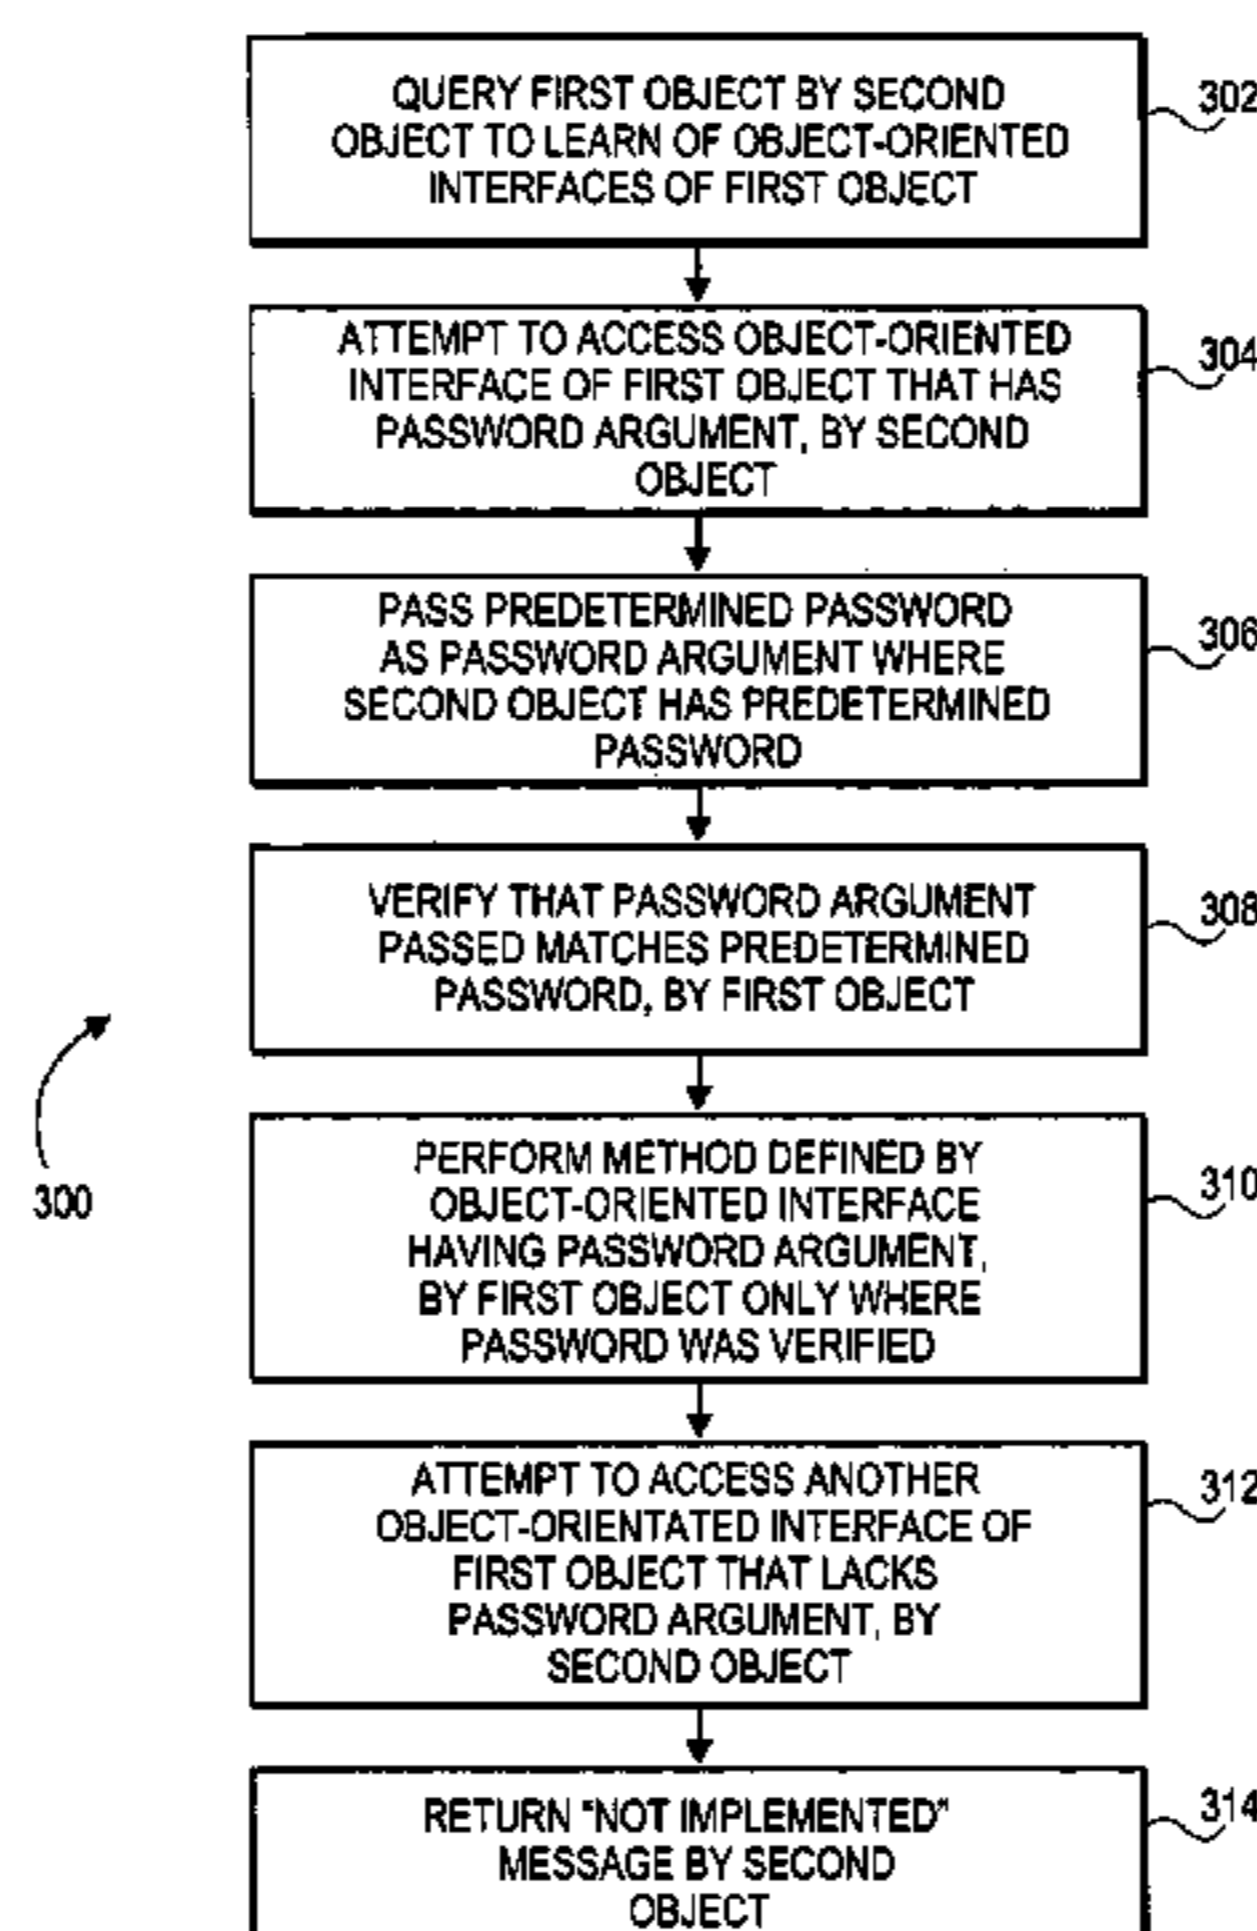 QUERY FIRST OBJECT BY SECOND
OBJECT TO LEARN OF OBJECT-ORIENTED
INTERFACES OF FIRST OBJECT
302
ATTEMPT TO ACCESS OBJECT-ORIENTED
INTERFACE OF FIRST OBJECT THAT HAS
PASSWORD ARGUMENT, BY SECOND
OBJECT
304
PASS PREDETERMINED PASSWORD
AS PASSWORD ARGUMENT WHERE
SECOND OBJECT HAS PREDETERMINED
PASSWORD
306
VERIFY THAT PASSWORD ARGUMENT
PASSED MATCHES PREDETERMINED
PASSWORD, BY FIRST OBJECT
308
300
PERFORM METHOD DEFINED BY
OBJECT-ORIENTED INTERFACE
HAVING PASSWORD ARGUMENT,
BY FIRST OBJECT ONLY WHERE
PASSWORD WAS VERIFIED
310
ATTEMPT TO ACCESS ANOTHER
OBJECT-ORIENTATED INTERFACE OF
FIRST OBJECT THAT LACKS
PASSWORD ARGUMENT, BY
SECOND OBJECT
312
RETURN "NOT IMPLEMENTED"
MESSAGE BY SECOND
OBJECT
314